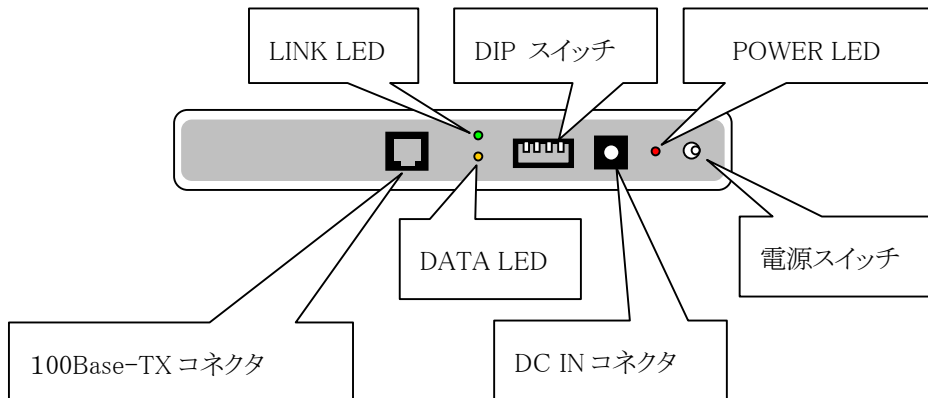 LINK LED
DIP スイッチ
POWER LED
DATA LED
電源スイッチ
100Base-TX コネクタ
DC IN コネクタ